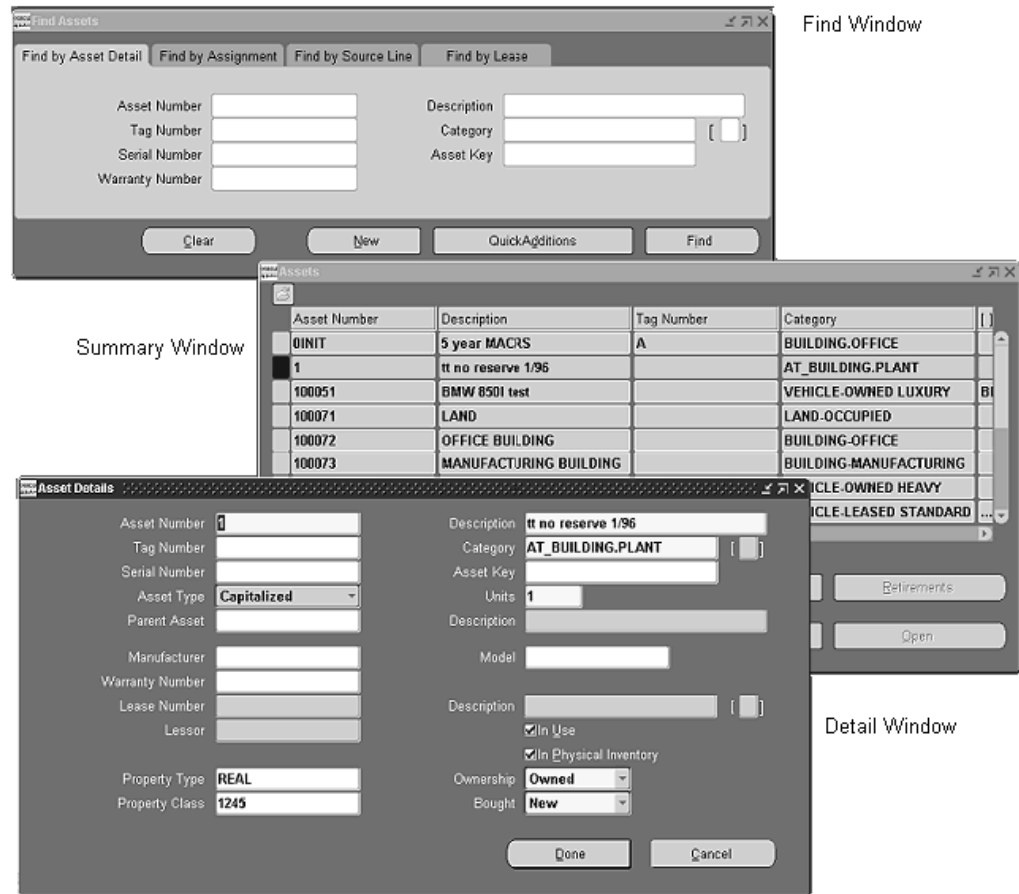 Find Assets
Find Window
Find by Asset Detail Find by Assignment Find by Source Line Find by Lease
Asset Number Description
Tag Number Category [ ]
Serial Number Asset Key
Warranty Number
Clear New QuickAdditions Find
Summary Window
Assets
Asset Number Description Tag Number Category [ ]
0INIT 5 year MACRS A BUILDING.OFFICE
1 tt no reserve 1/96 AT_BUILDING.PLANT
100051 BMW 850I test VEHICLE-OWNED LUXURY
100071 LAND LAND-OCCUPIED
100072 OFFICE BUILDING BUILDING-OFFICE
100073 MANUFACTURING BUILDING BUILDING-MANUFACTURING
ICLE-OWNED HEAVY
ICLE-LEASED STANDARD ...
Retirements
Open
Detail Window
Asset Details
Asset Number 1 Description tt no reserve 1/96
Tag Number Category AT_BUILDING.PLANT [ ]
Serial Number Asset Key
Asset Type Capitalized Units 1
Parent Asset Description
Manufacturer Model
Warranty Number
Lease Number Description [ ]
Lessor In Use
In Physical Inventory
Property Type REAL Ownership Owned
Property Class 1245 Bought New
Done Cancel